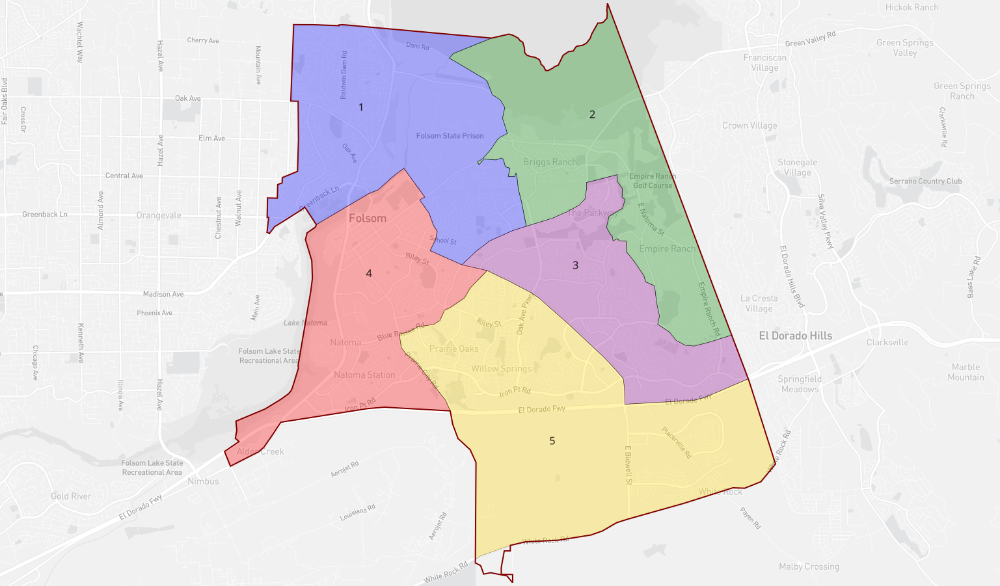 Hickok Ranch
Green Valley Rd
Green Springs
Valley
Wachtel Way
Hazel Ave
Cherry Ave
Mountain Ave
Dam Rd
Baldwin Dam Rd
Franciscan
Village
Fair Oaks Blvd
Oak Ave
Green Springs
Ranch
1
2
Cross Dr
Crown Village
Clarksville Rd
Elm Ave
Hazel Ave
Oak Ave
Folsom State Prison
Briggs Ranch
Stonegate
Village
Central Ave
Empire Ranch
Golf Course
Serrano Country Club
Greenback Ln
Almond Ave
Greenback Ln
Orangevale
Chestnut Ave
Walnut Ave
Folsom
The Parkway
E Natoma St
Silva Valley Pkwy
School St
Empire Ranch
Riley St
3
4
El Dorado Hills Blvd
Bass Lake Rd
Madison Ave
Main Ave
Phoenix Ave
La Cresta
Village
Empire Ranch Rd
Oak Ave Pkwy
Lake Natoma
Riley St
Blue Ravine Rd
Kenneth Ave
Natoma
Prairie Oaks
El Dorado Hills
Clarksville
Chicago Ave
Folsom Lake State
Recreational Area
Natoma Station
Prairie City Rd
Willow Springs
Marble
Mountain
Illinois Ave
Hazel Ave
Iron Pt Rd
Iron Pt Rd
El Dorado Fwy
El Dorado Fwy
Springfield
Meadows
5
Placerville Rd
Alder Creek
E Bidwell St
White Rock Rd
Folsom Lake State
Recreational Area
Aerojet Rd
Nimbus
Gold River
White Rock
El Dorado Fwy
Louisiana Rd
Aerojet Rd
Payen Rd
White Rock Rd
White Rock Rd
Malby Crossing